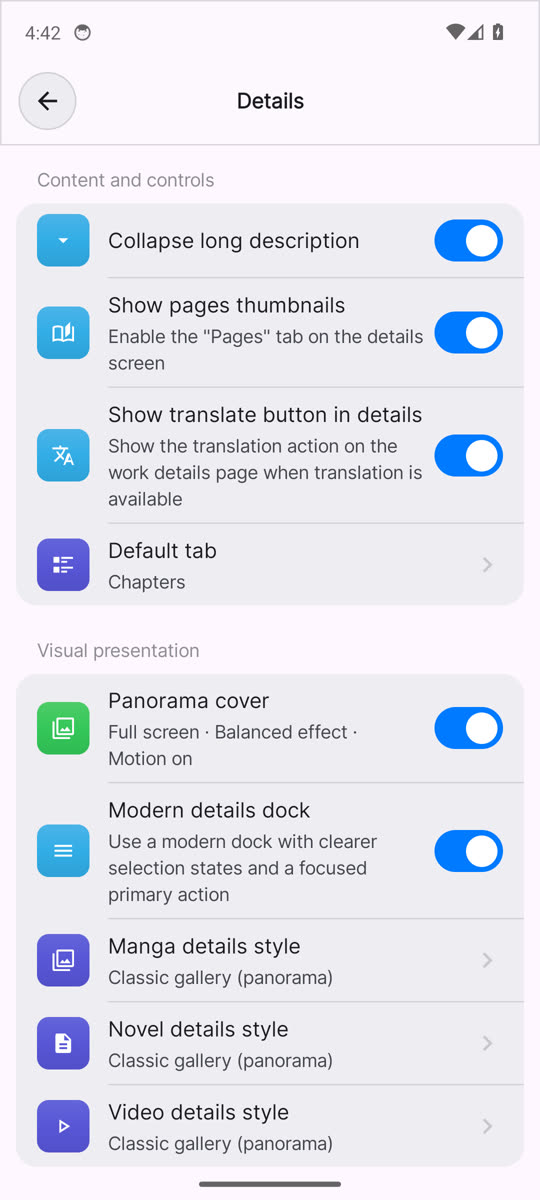 4:42
Details
Content and controls
Collapse long description
Show pages thumbnails
Enable the "Pages" tab on the details
screen
Show translate button in details
Show the translation action on the
work details page when translation is
available
Default tab
Chapters
Visual presentation
Panorama cover
Full screen · Balanced effect ·
Motion on
Modern details dock
Use a modern dock with clearer
selection states and a focused
primary action
Manga details style
Classic gallery (panorama)
Novel details style
Classic gallery (panorama)
Video details style
Classic gallery (panorama)